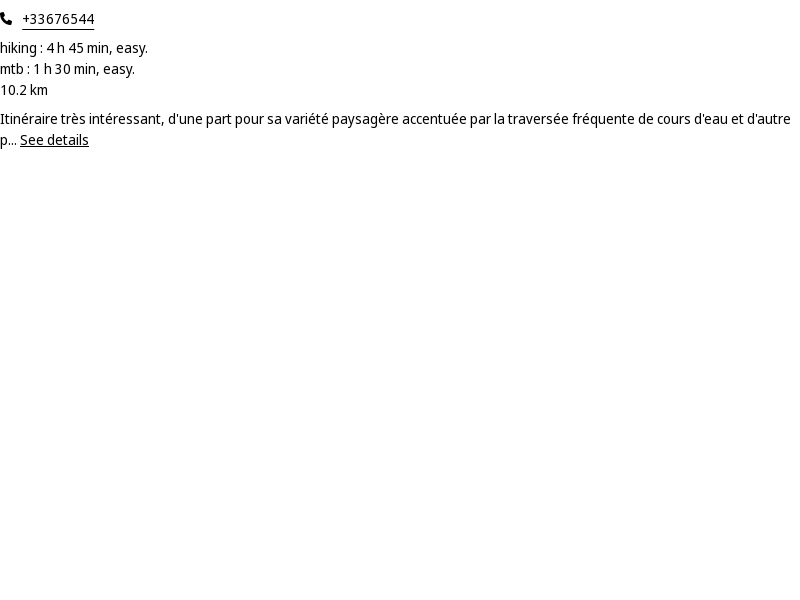 +33676544
hiking : 4 h 45 min, easy.
mtb : 1 h 30 min, easy.
10.2 km
Itinéraire très intéressant, d'une part pour sa variété paysagère accentuée par la traversée fréquente de cours d'eau et d'autre
p... See details